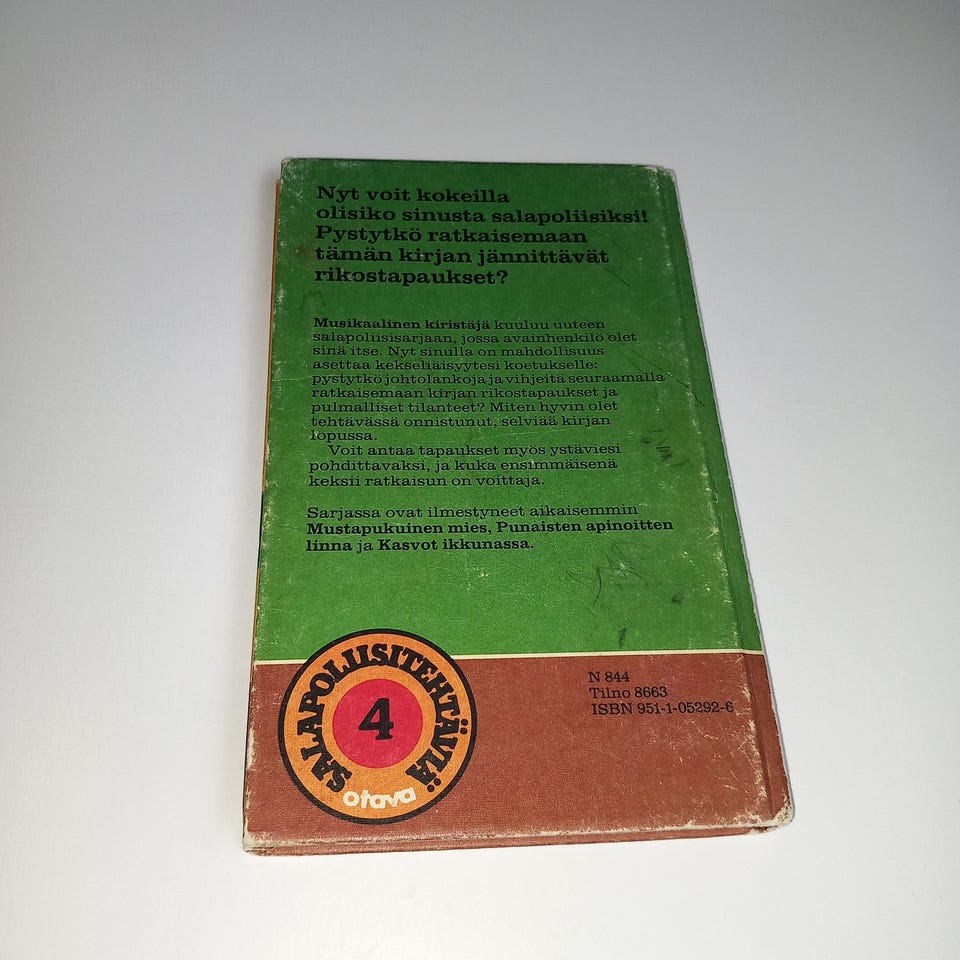 Nyt voit kokeilla
olisiko sinusta salapoliisiksi!
Pystytkö ratkaisemaan
tämän kirjan jännittävät
rikostapaukset?
Musikaalinen kiristäjä kuuluu uuteen
salapoliisisarjaan, jossa avainhenkilö olet
sinä itse. Nyt sinulla on mahdollisuus
asettaa kekseliäisyytesi koetukselle:
pystytkö johtolankoja ja vihjeitä seuraamalla
ratkaisemaan kirjan rikostapaukset ja
pulmalliset tilanteet? Miten hyvin olet
tehtävässä onnistunut, selviää kirjan
lopussa.
Voit antaa tapaukset myös ystäviesi
pohdittavaksi, ja kuka ensimmäisenä
keksii ratkaisun on voittaja.
Sarjassa ovat ilmestyneet aikaisemmin
Mustapukuinen mies, Punaisten apinoitten
linna ja Kasvot ikkunassa.
SALAPOLIISITEHTÄVIÄ
4
otava
N 844
Tilno 8663
ISBN 951-1-05292-6